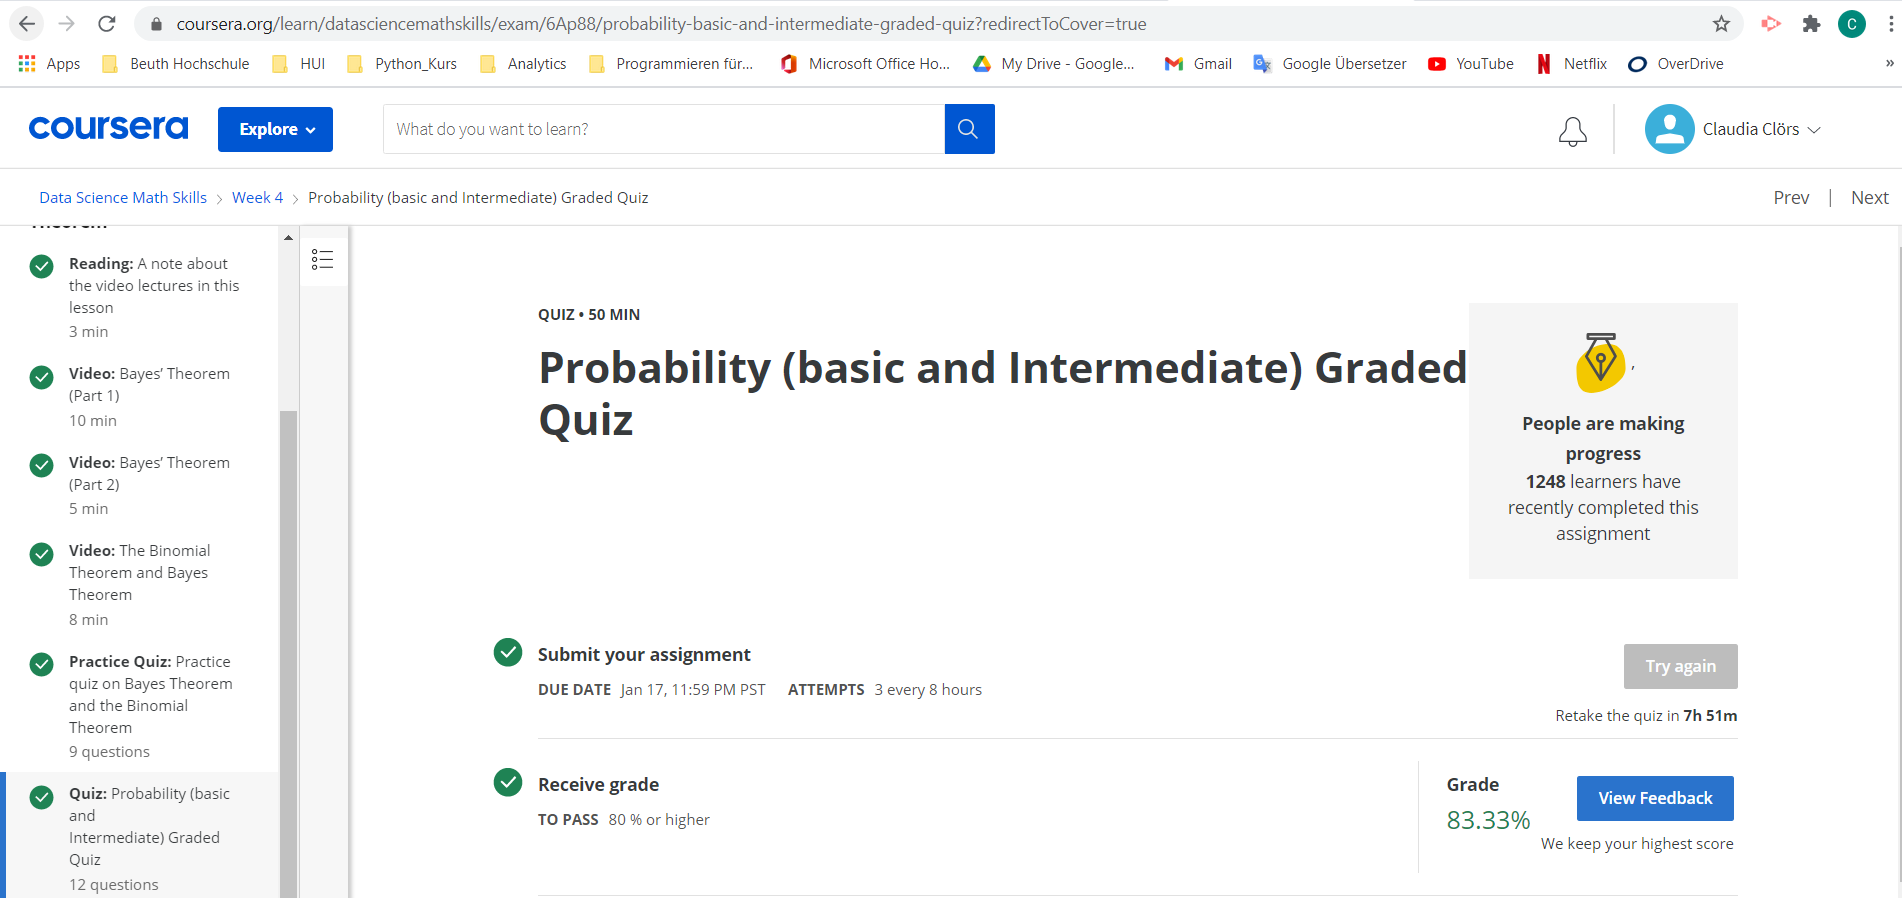 coursera.org/learn/datasciencemathskills/exam/6Ap88/probability-basic-and-intermediate-graded-quiz?redirectToCover=true
C
Apps Beuth Hochschule HUI Python_Kurs Analytics Programmieren für... Microsoft Office Ho... My Drive - Google... Gmail Google Übersetzer YouTube Netflix OverDrive »
coursera Explore What do you want to learn? Claudia Clörs
Data Science Math Skills > Week 4 > Probability (basic and Intermediate) Graded Quiz Prev | Next
Theorem
Reading: A note about
the video lectures in this
lesson
3 min
Video: Bayes’ Theorem
(Part 1)
10 min
Video: Bayes’ Theorem
(Part 2)
5 min
Video: The Binomial
Theorem and Bayes
Theorem
8 min
Practice Quiz: Practice
quiz on Bayes Theorem
and the Binomial
Theorem
9 questions
Quiz: Probability (basic
and
Intermediate) Graded
Quiz
12 questions
QUIZ • 50 MIN
Probability (basic and Intermediate) Graded
Quiz
,
People are making
progress
1248 learners have
recently completed this
assignment
Submit your assignment
DUE DATE Jan 17, 11:59 PM PST ATTEMPTS 3 every 8 hours
Try again
Retake the quiz in 7h 51m
Receive grade
TO PASS 80 % or higher
Grade
83.33%
View Feedback
We keep your highest score